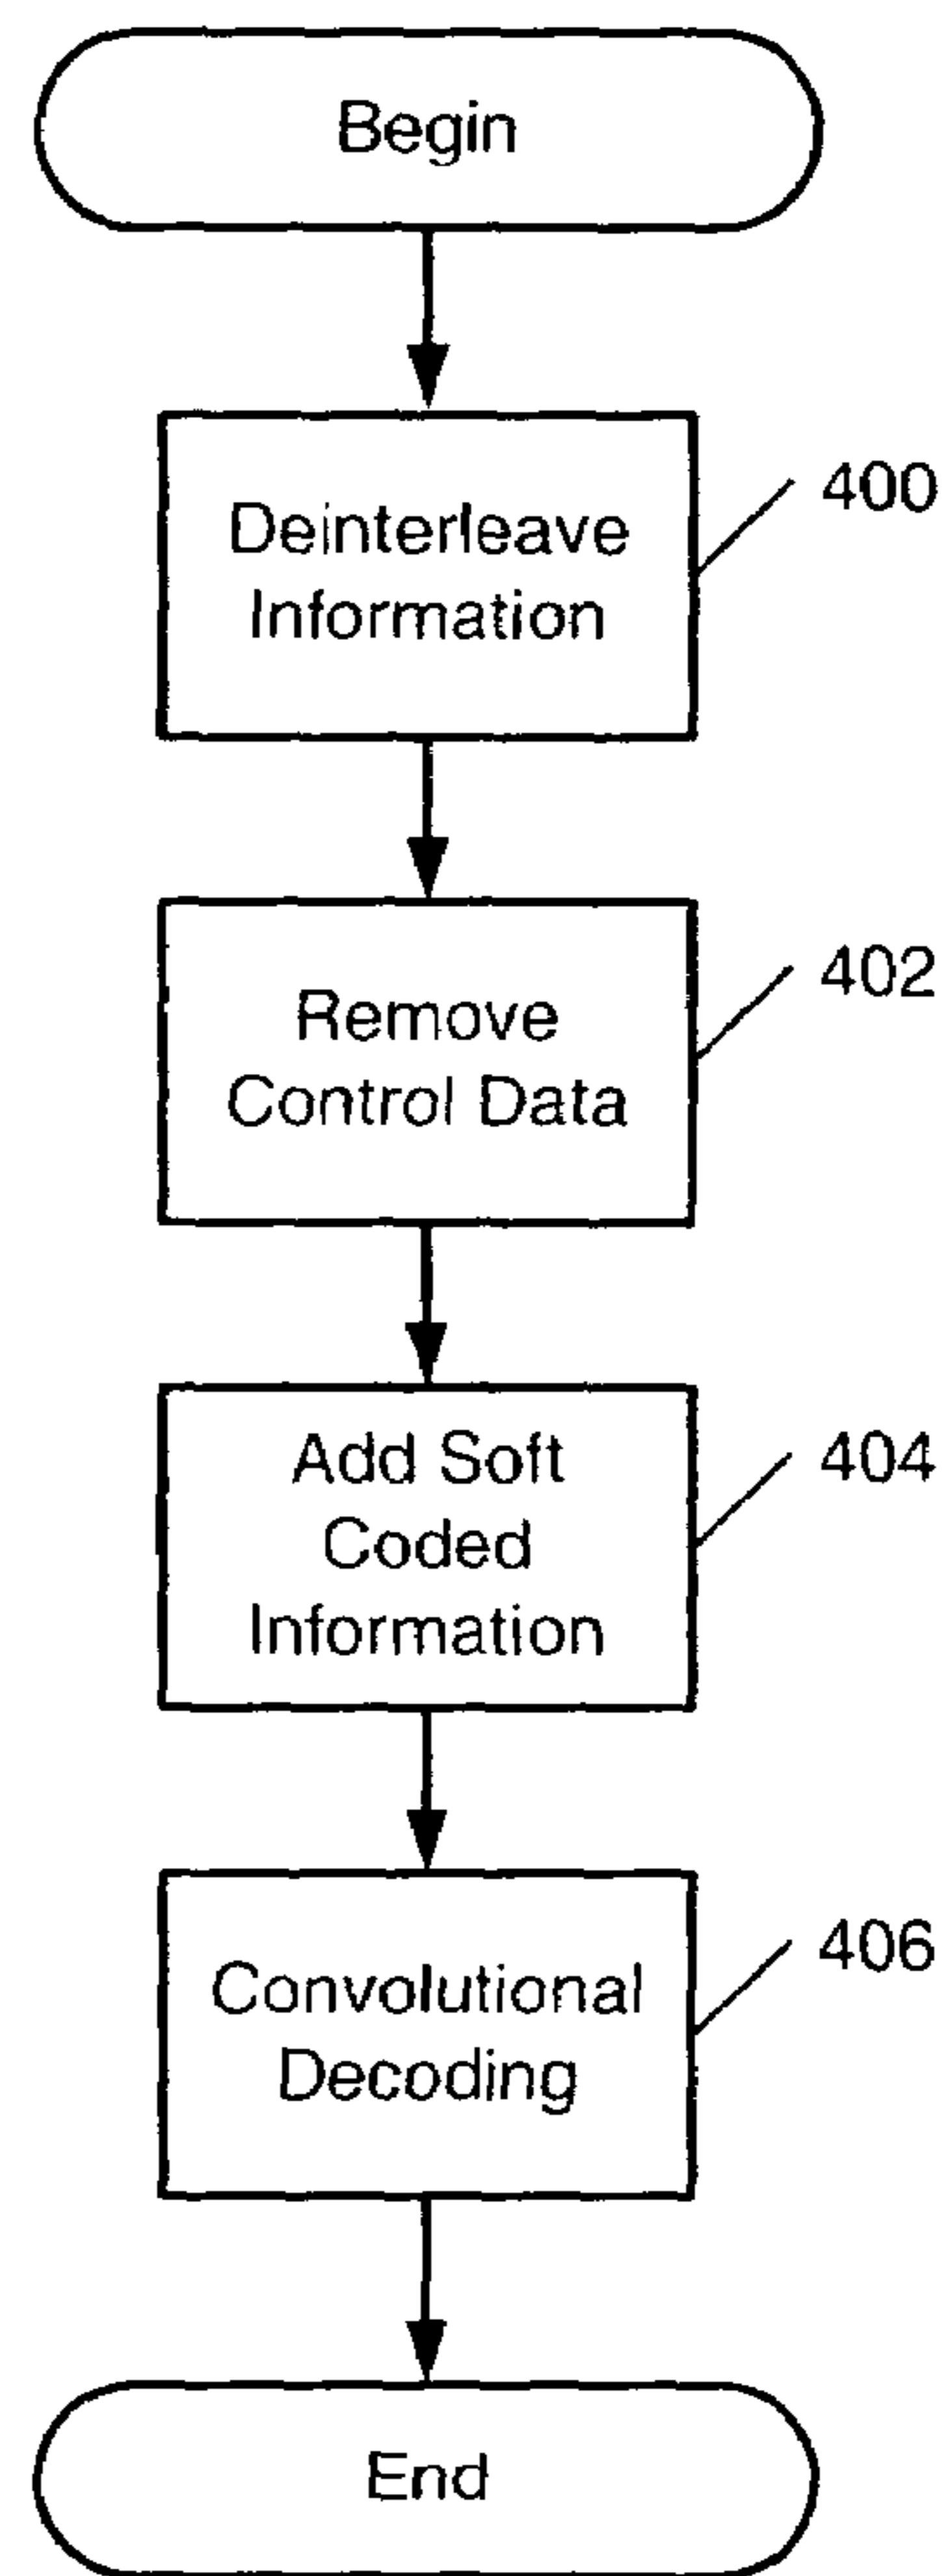 Begin
400
Deinterleave
Information
402
Remove
Control Data
404
Add Soft
Coded
Information
406
Convolutional
Decoding
End